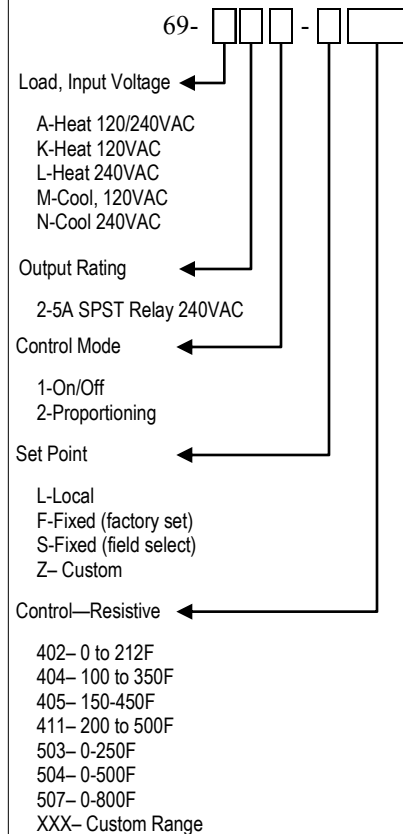 69- -
Load, Input Voltage
A-Heat 120/240VAC
K-Heat 120VAC
L-Heat 240VAC
M-Cool, 120VAC
N-Cool 240VAC
Output Rating
2-5A SPST Relay 240VAC
Control Mode
1-On/Off
2-Proportioning
Set Point
L-Local
F-Fixed (factory set)
S-Fixed (field select)
Z– Custom
Control—Resistive
402– 0 to 212F
404– 100 to 350F
405– 150-450F
411– 200 to 500F
503– 0-250F
504– 0-500F
507– 0-800F
XXX– Custom Range